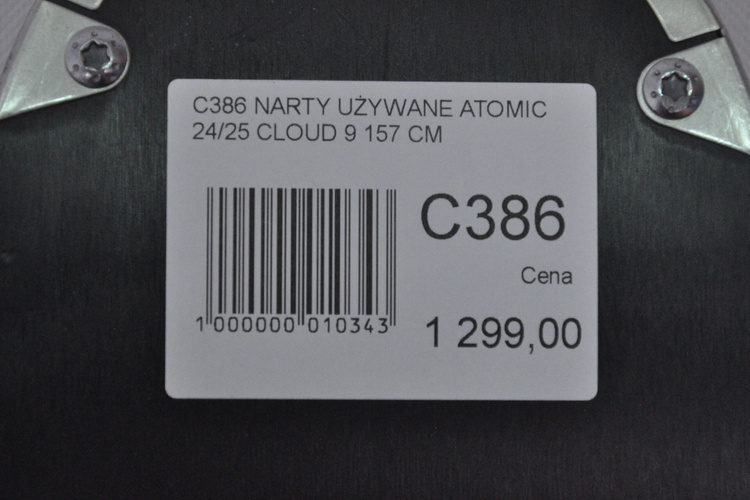 C386 NARTY UŻYWANE ATOMIC
24/25 CLOUD 9 157 CM
C386
Cena
1 299,00
1 000000 010343